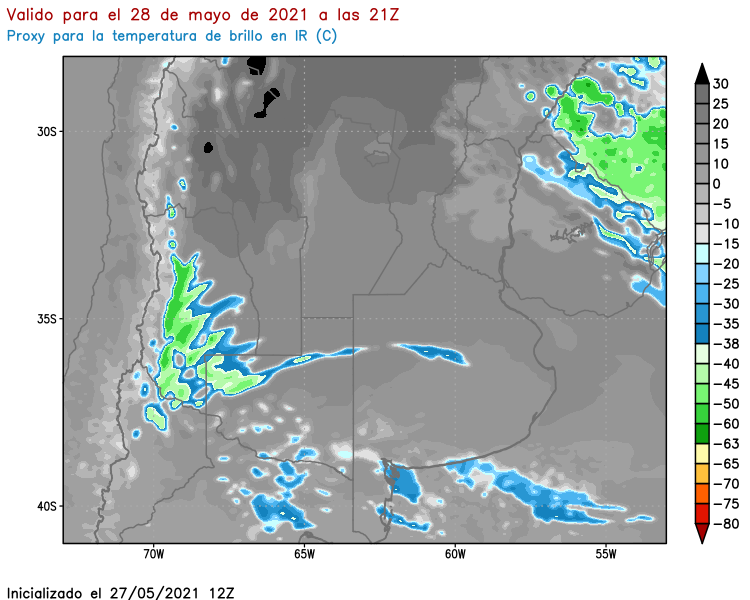 Valido para el 28 de mayo de 2021 a las 21Z
Proxy para la temperatura de brillo en IR (C)
30S
35S
40S
70W
65W
60W
55W
30
25
20
15
10
0
−5
−10
−15
−20
−25
−30
−35
−38
−40
−45
−50
−60
−63
−65
−70
−75
−80
Inicializado el 27/05/2021 12Z